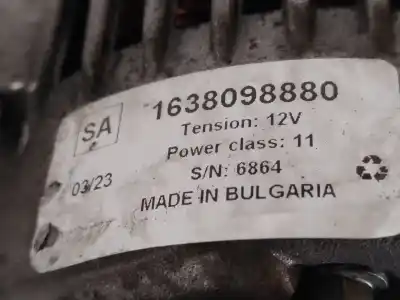 SA
1638098880
Tension: 12V
Power class: 11
03/23
S/N: 6864
MADE IN BULGARIA